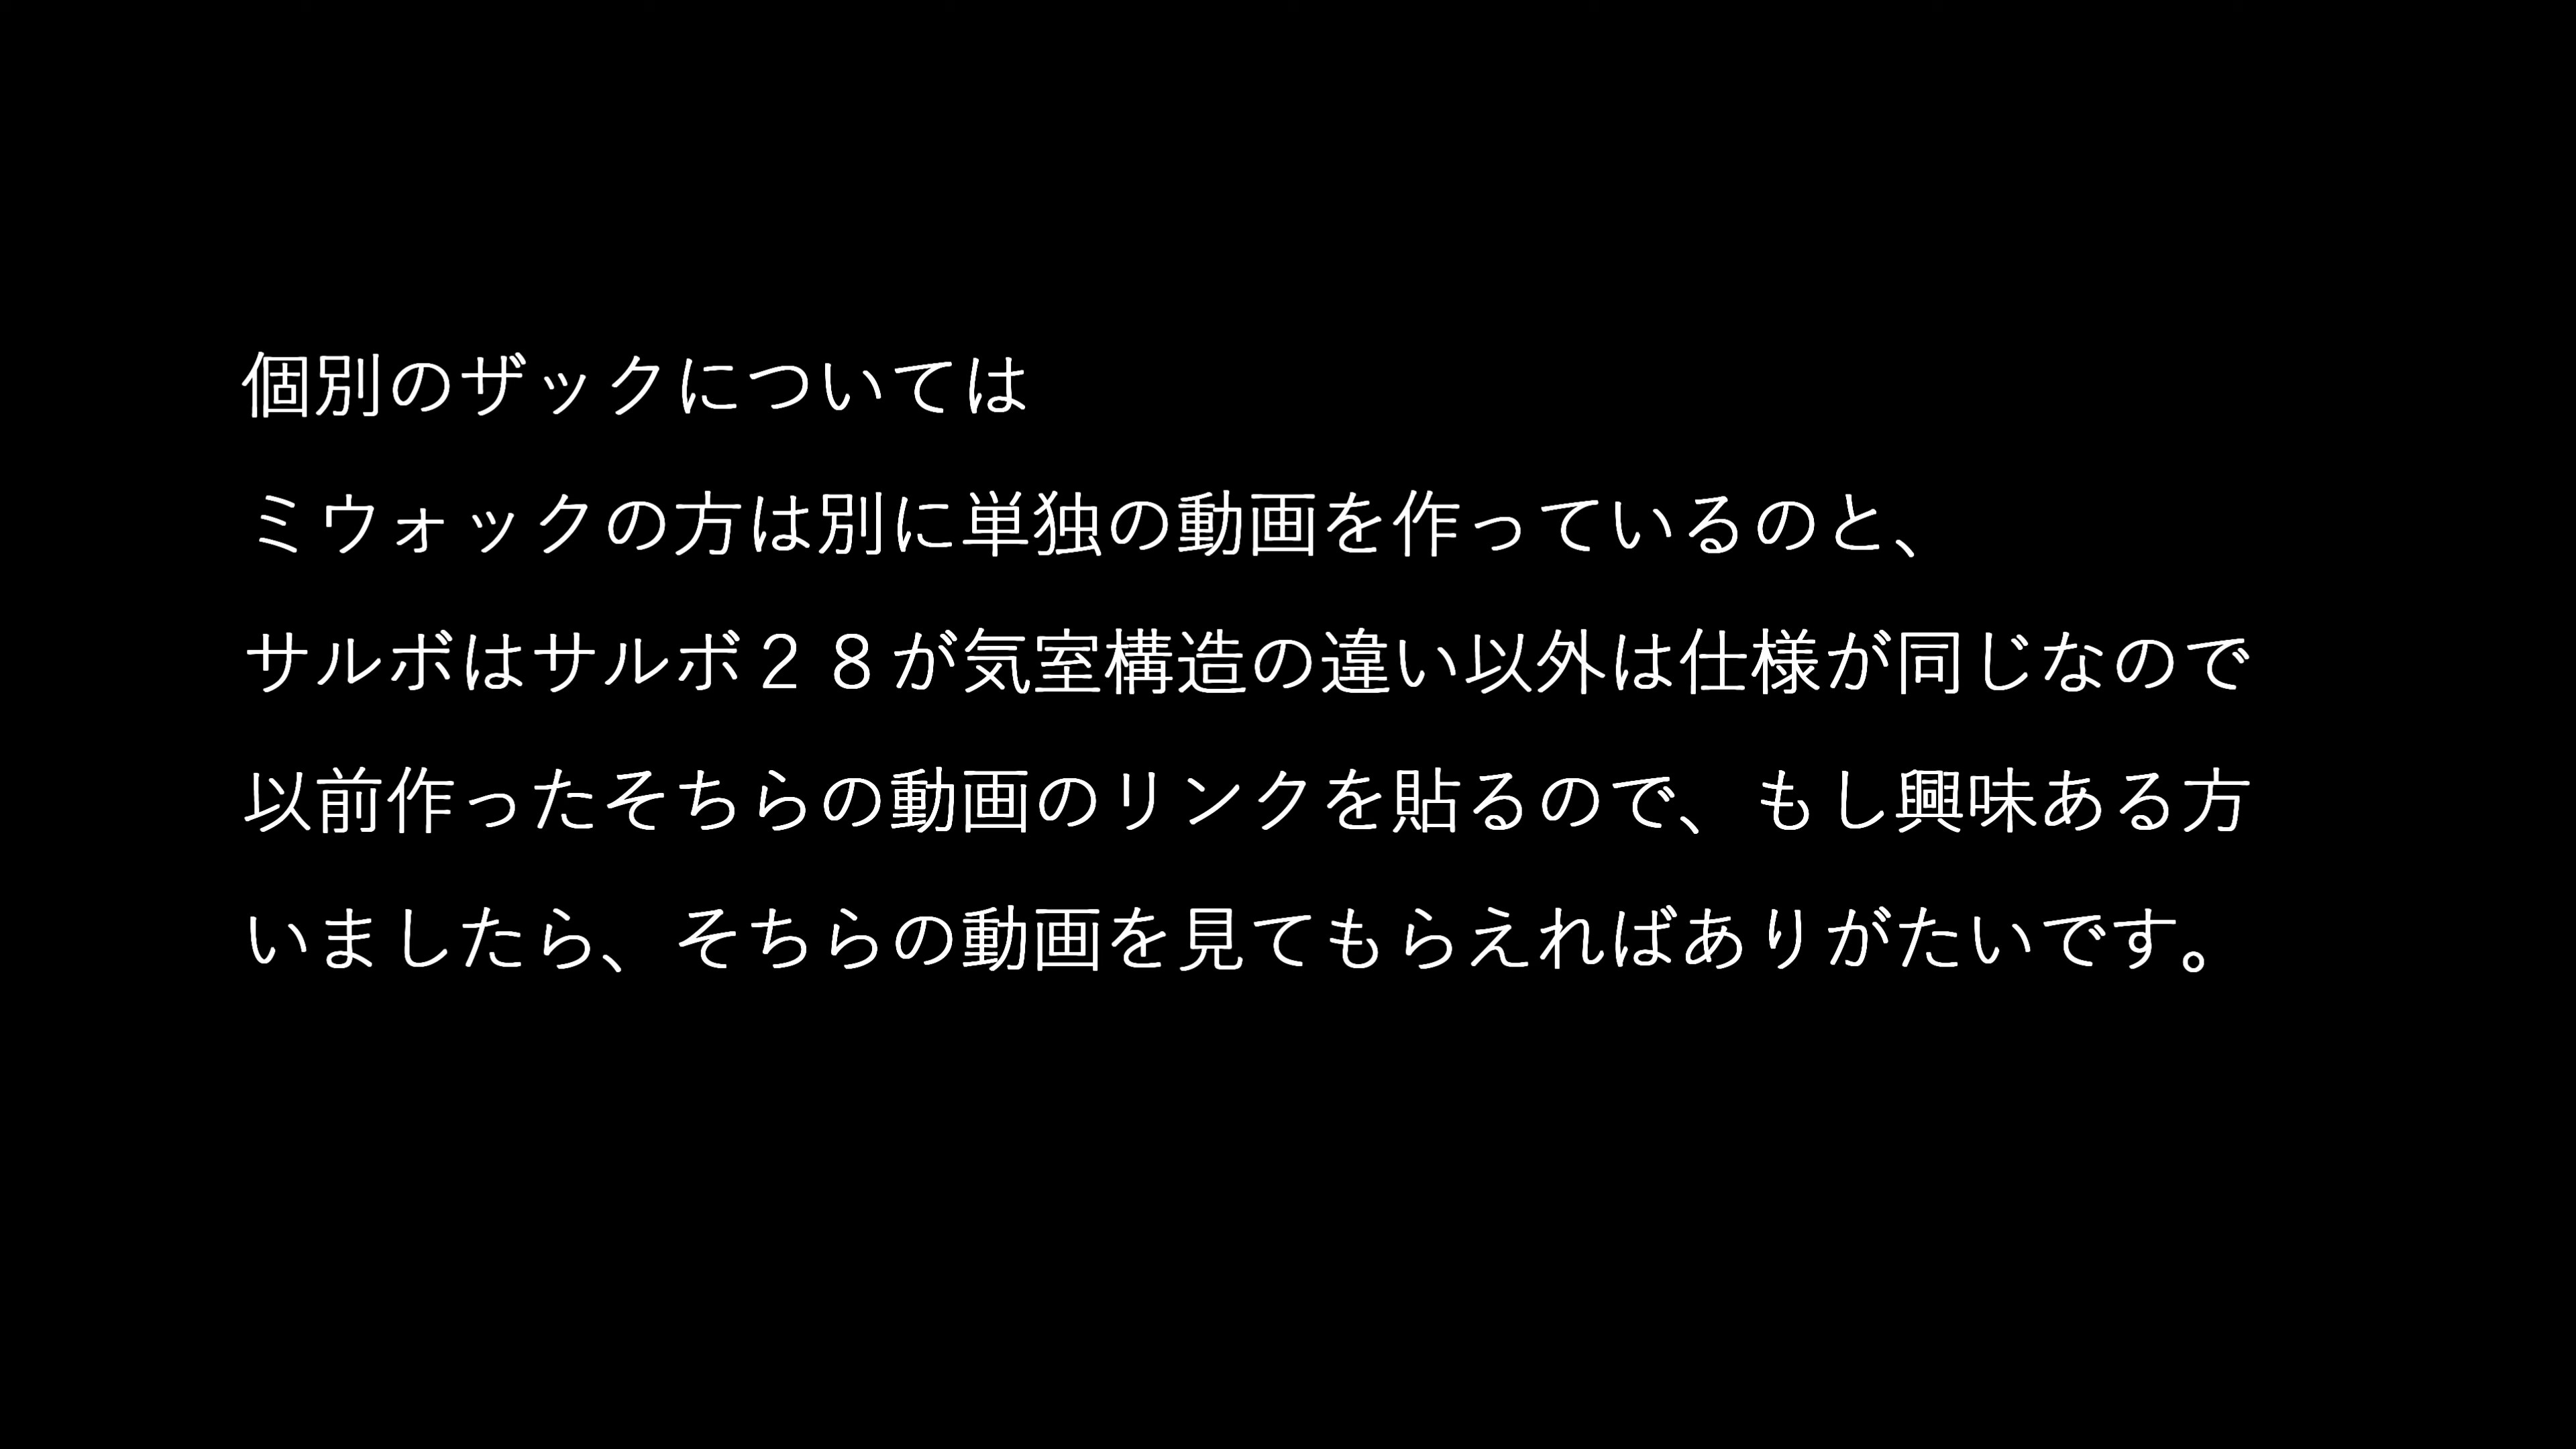 個別のザックについては
ミウォックの方は別に単独の動画を作っているのと、
サルボはサルボ２８が気室構造の違い以外は仕様が同じなので
以前作ったそちらの動画のリンクを貼るので、もし興味ある方
いましたら、そちらの動画を見てもらえればありがたいです。